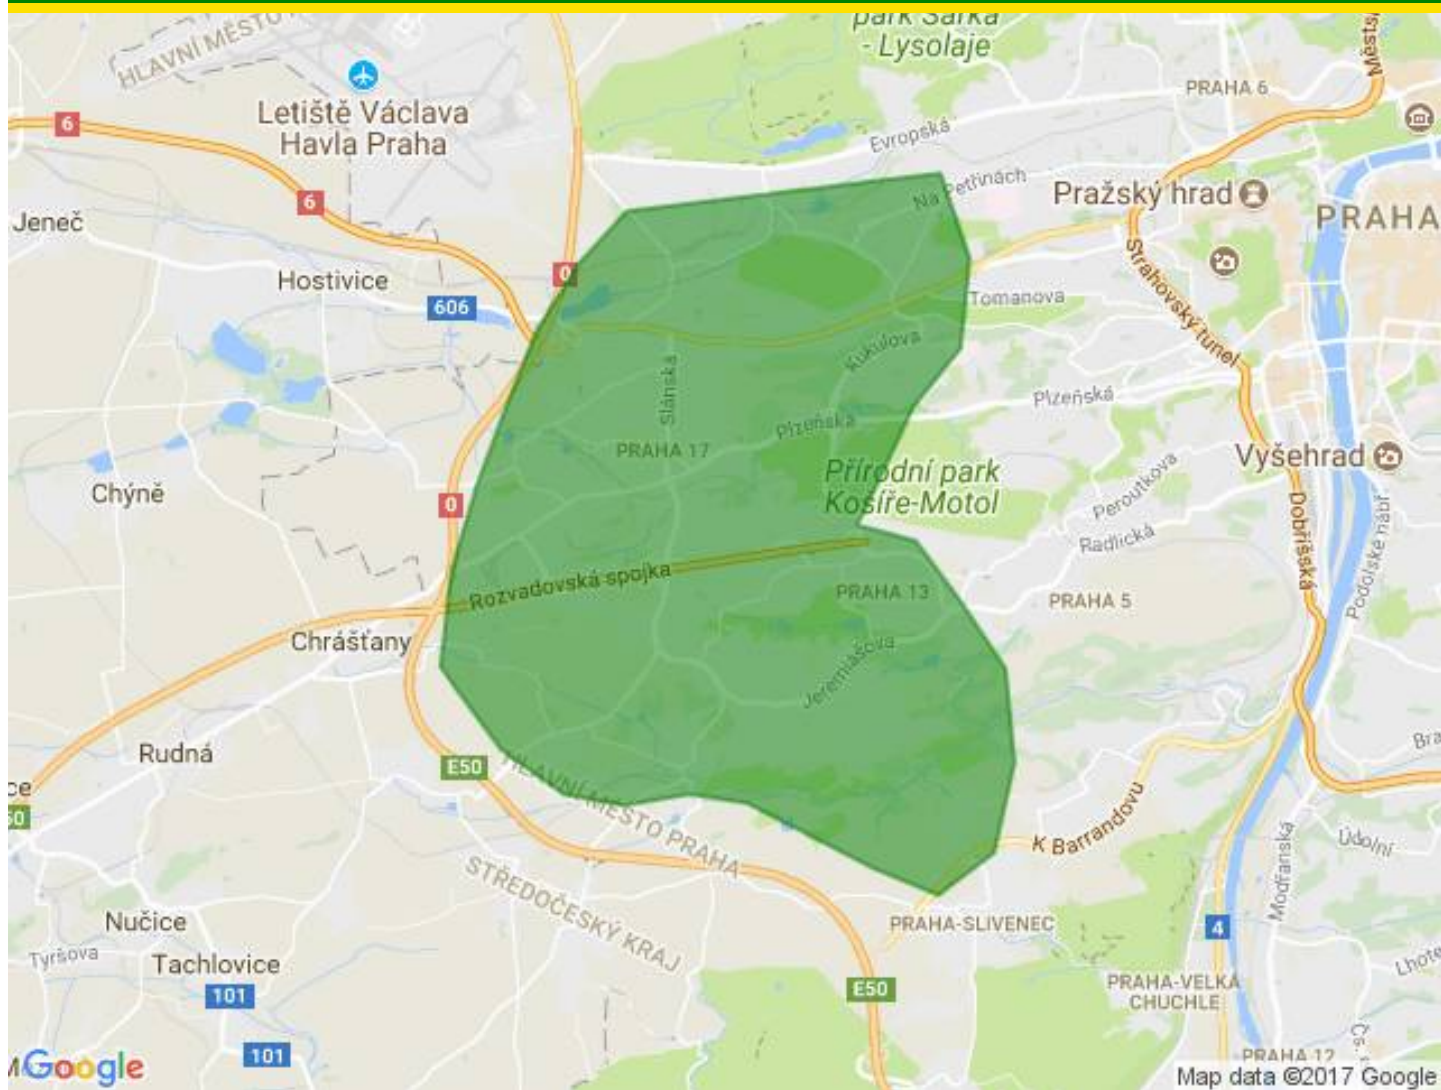 park Šárka
- Lysolaje
HLAVNÍ MĚSTO
PRAHA 6
6
Letiště Václava
Havla Praha
Evropská
Na Petřinách
Pražský hrad
PRAHA
6
Jeneč
Hostivice
0
606
Tomanova
Strahovský tunel
Kukulova
Slánská
Plzeňská
Plzeňská
PRAHA 17
Vyšehrad
Přírodní park
Košíře-Motol
Chýně
0
Peroutkova
Radlická
Dobříšská
Podolské nábř
Rozvadovská spojka
PRAHA 13
PRAHA 5
Chrášťany
Jeremiášova
Rudná
E50
HLAVNÍ MĚSTO PRAHA
STŘEDOČESKÝ KRAJ
K Barrandovu
Modřanská
Údolní
Nučice
PRAHA-SLIVENEC
4
Tyršova
Tachlovice
101
E50
PRAHA-VELKÁ
CHUCHLE
101
PRAHA 12
Google
Map data ©2017 Google